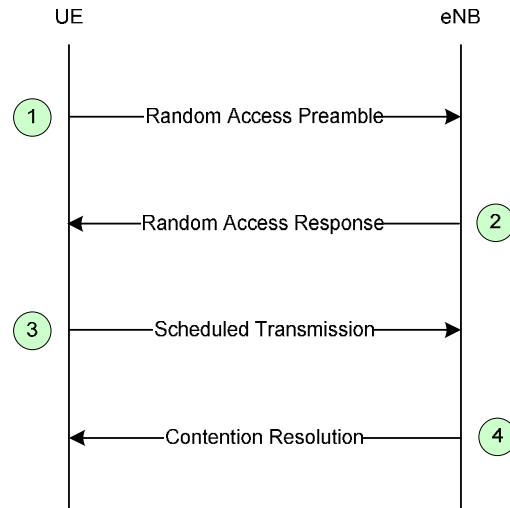 UE eNB
1 Random Access Preamble
Random Access Response 2
3 Scheduled Transmission
Contention Resolution 4